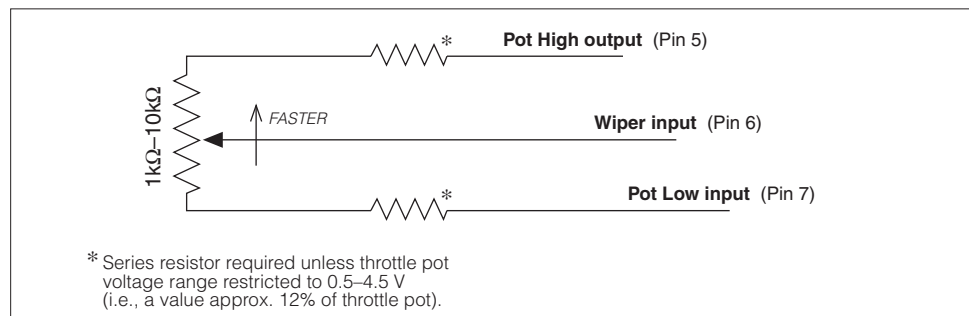 * Pot High output (Pin 5)
1kΩ–10kΩ
FASTER
Wiper input (Pin 6)
* Pot Low input (Pin 7)
* Series resistor required unless throttle pot
voltage range restricted to 0.5–4.5 V
(i.e., a value approx. 12% of throttle pot).